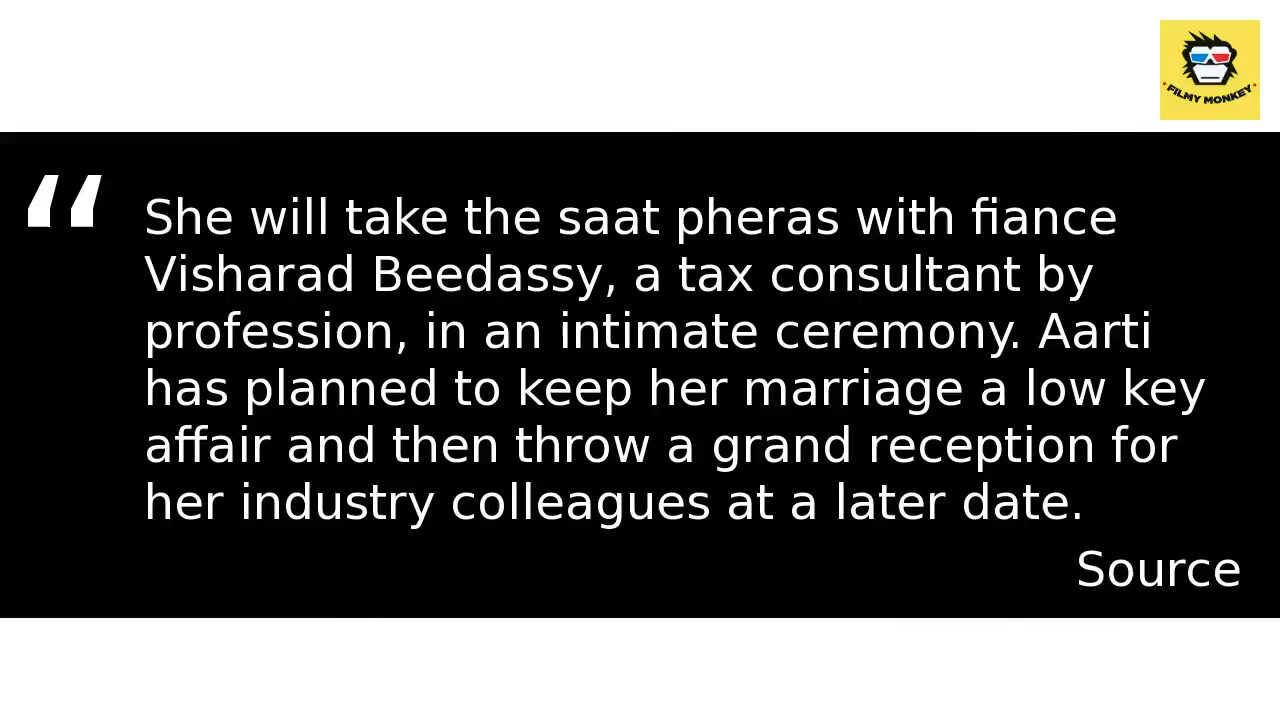 FILMY MONKEY
“
She will take the saat pheras with fiance
Visharad Beedassy, a tax consultant by
profession, in an intimate ceremony. Aarti
has planned to keep her marriage a low key
affair and then throw a grand reception for
her industry colleagues at a later date.
Source